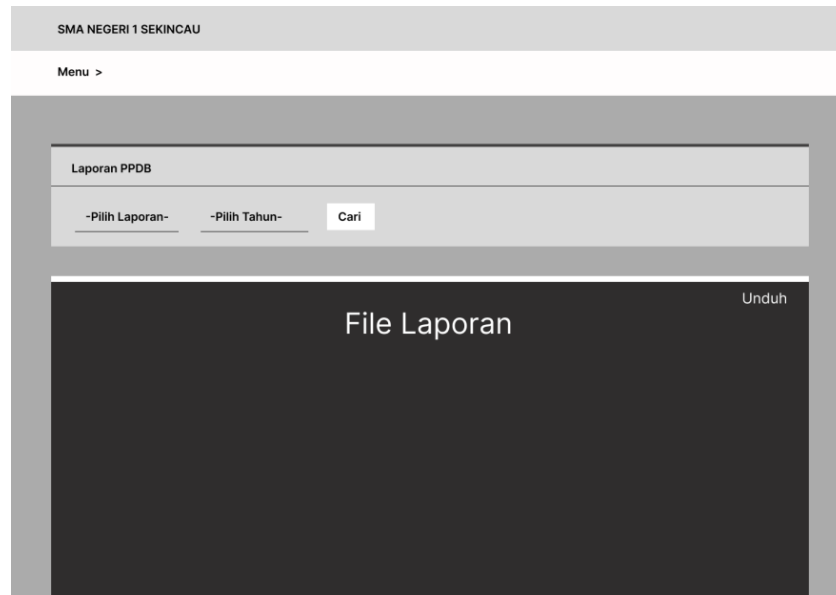 SMA NEGERI 1 SEKINCAU
Menu >
Laporan PPDB
-Pilih Laporan- -Pilih Tahun- Cari
Unduh
File Laporan